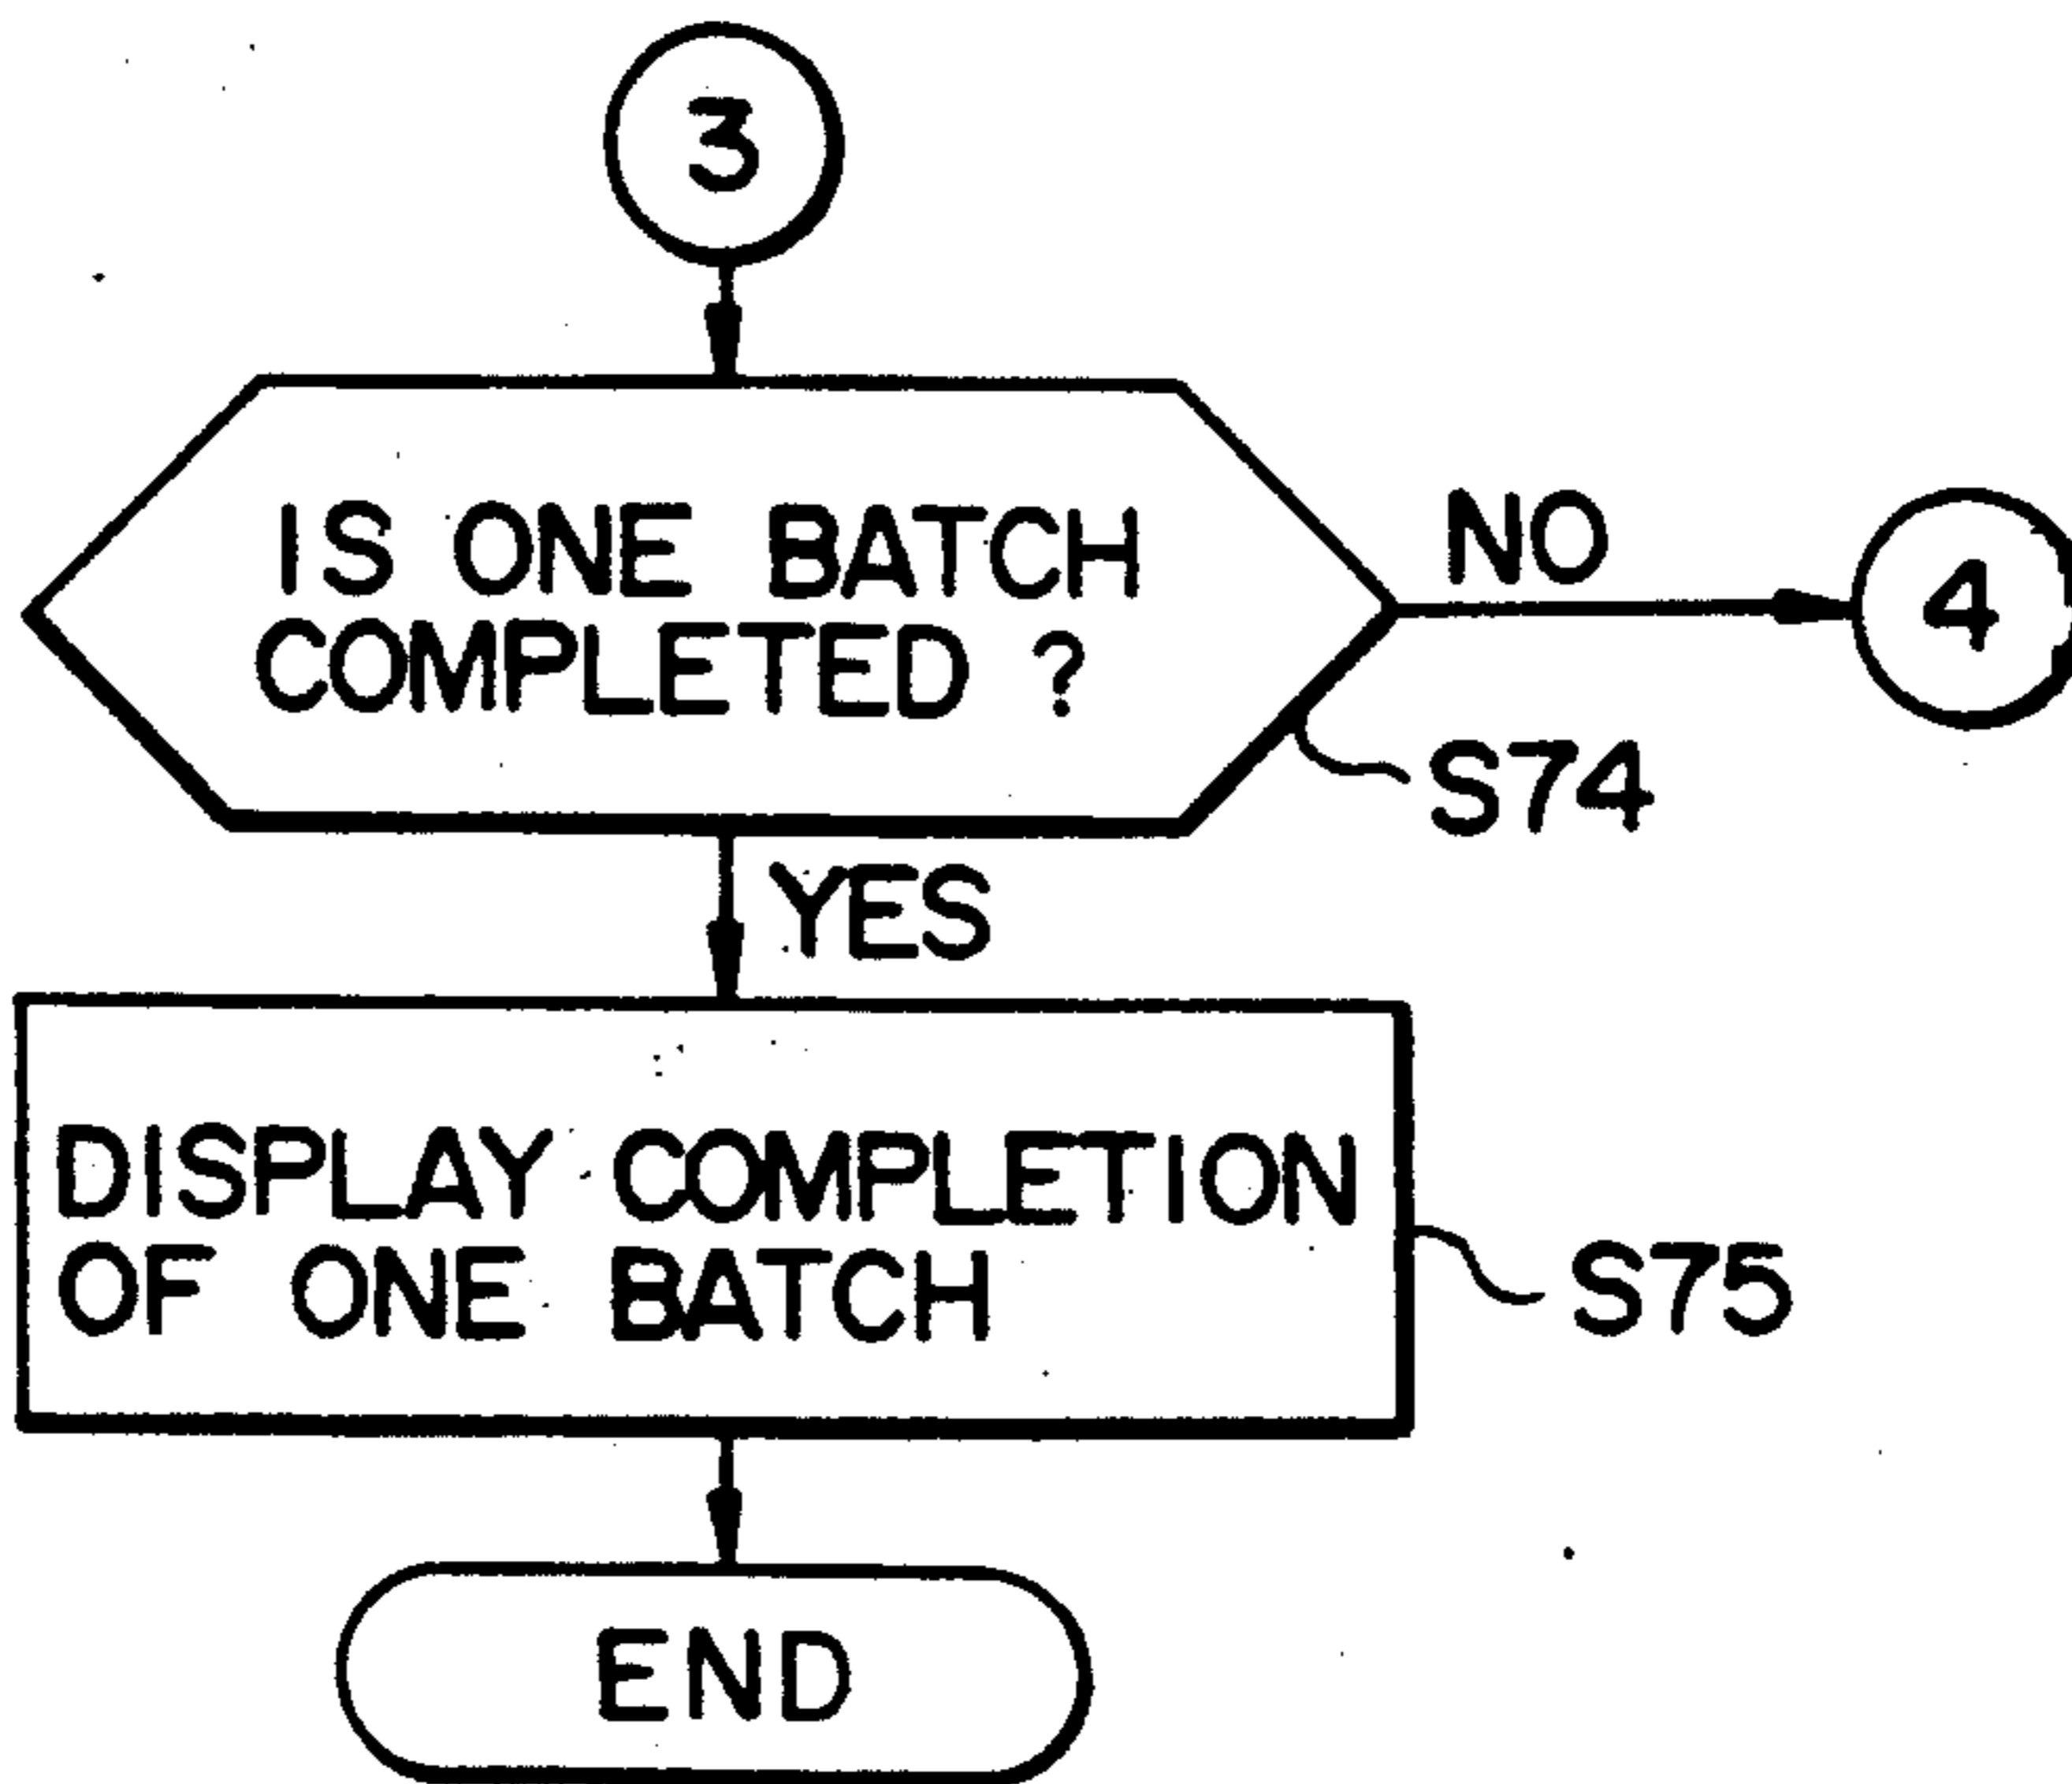 3
IS ONE BATCH
COMPLETED ?
NO
4
S74
YES
DISPLAY COMPLETION
OF ONE BATCH
S75
END